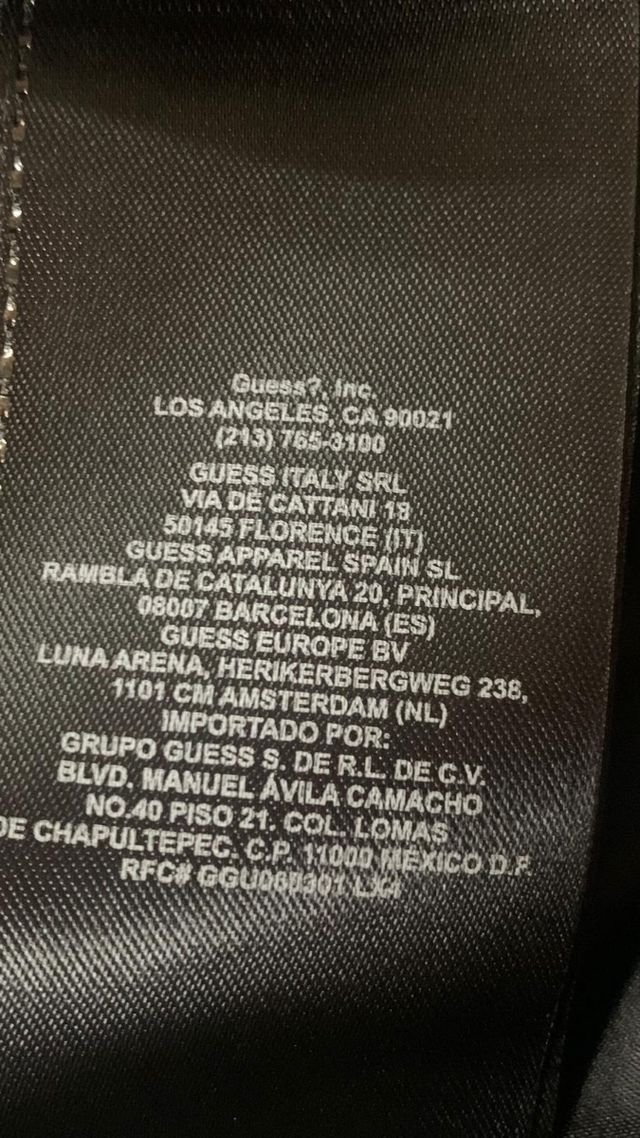 Guess?, Inc.
LOS ANGELES, CA 90021
(213) 765-3100
GUESS ITALY SRL
VIA DE CATTANI 18
50145 FLORENCE (IT)
GUESS APPAREL SPAIN SL
RAMBLA DE CATALUNYA 20, PRINCIPAL,
08007 BARCELONA (ES)
GUESS EUROPE BV
LUNA ARENA, HERIKERBERGWEG 238,
1101 CM AMSTERDAM (NL)
IMPORTADO POR:
GRUPO GUESS S. DE R.L. DE C.V.
BLVD. MANUEL ÁVILA CAMACHO
NO.40 PISO 21. COL. LOMAS
DE CHAPULTEPEC. C.P. 11000 MÉXICO D.F.
RFC#